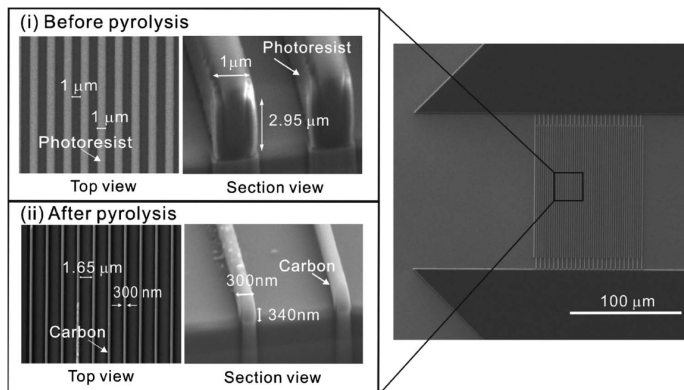 (i) Before pyrolysis
1 μm
1 μm
Photoresist
Top view
1μm
Photoresist
2.95 μm
Section view
(ii) After pyrolysis
1.65 μm
300 nm
Carbon
Top view
300nm
Carbon
340nm
Section view
100 μm